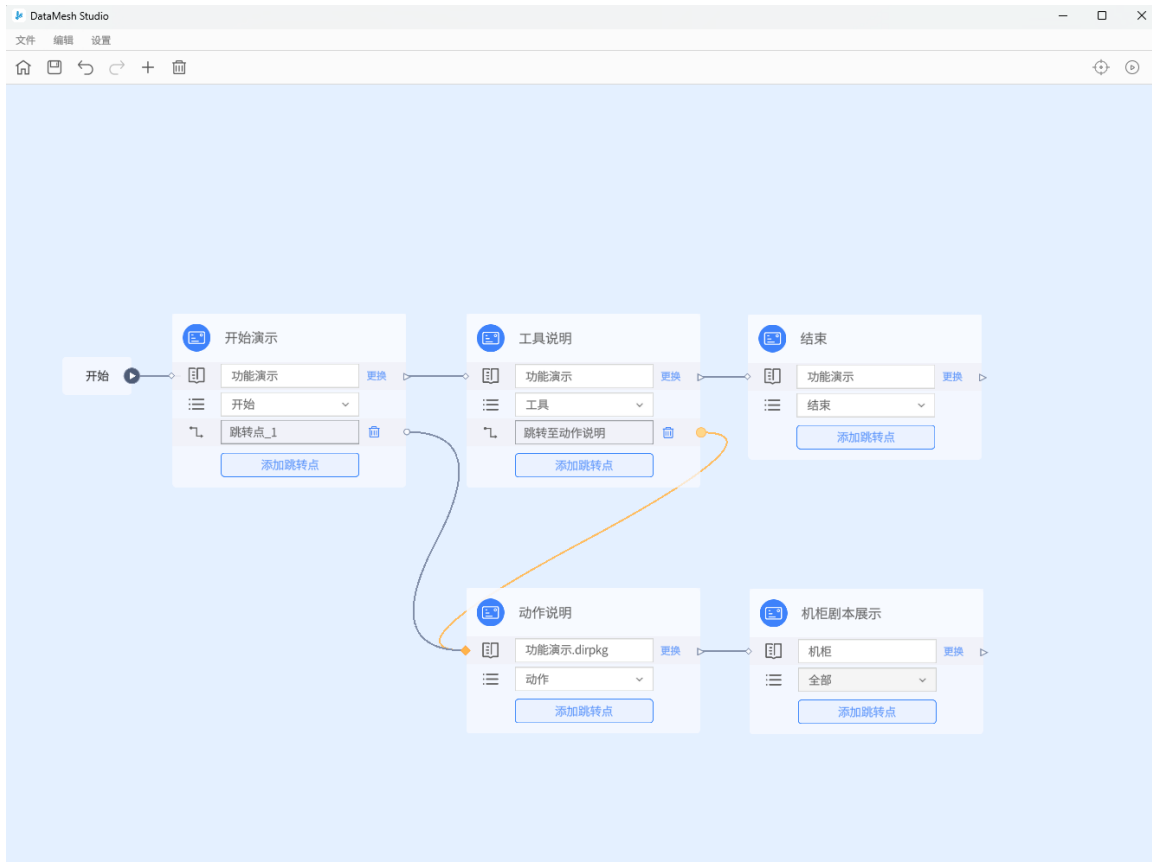 DataMesh Studio
文件 编辑 设置
开始
开始演示
功能演示 更换
开始
跳转点_1
添加跳转点
工具说明
功能演示 更换
工具
跳转至动作说明
添加跳转点
结束
功能演示 更换
结束
添加跳转点
动作说明
功能演示.dirpkg 更换
动作
添加跳转点
机柜剧本展示
机柜 更换
全部
添加跳转点